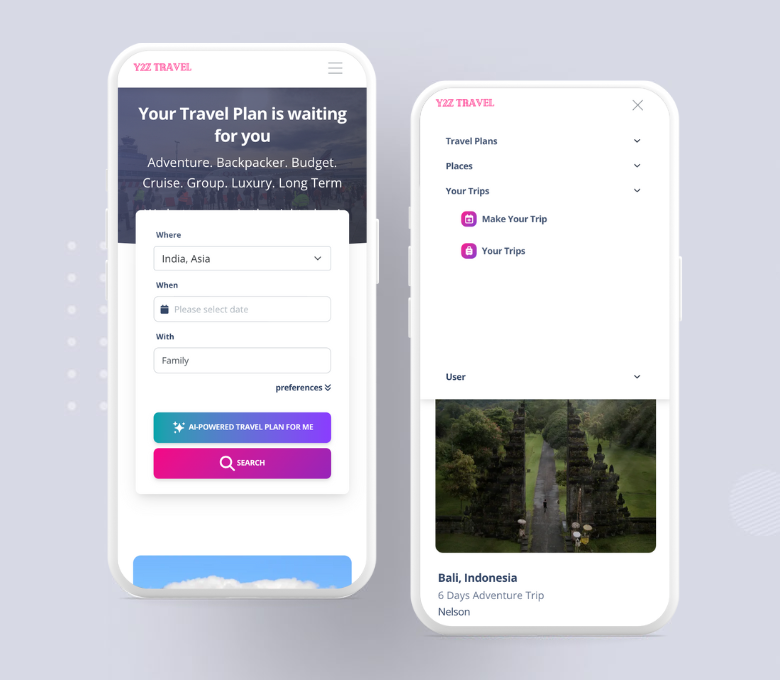 Y2Z TRAVEL
Your Travel Plan is waiting
for you
Adventure. Backpacker. Budget.
Cruise. Group. Luxury. Long Term
Where
India, Asia
When
Please select date
With
Family
preferences
AI-POWERED TRAVEL PLAN FOR ME
SEARCH
Y2Z TRAVEL
Travel Plans
Places
Your Trips
Make Your Trip
Your Trips
User
Bali, Indonesia
6 Days Adventure Trip
Nelson